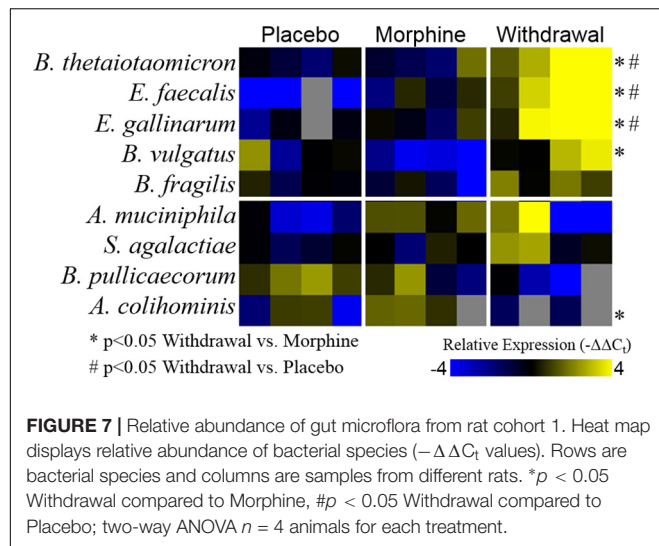 Placebo Morphine Withdrawal
B. thetaiotaomicron *#
E. faecalis *#
E. gallinarum *#
B. vulgatus *
B. fragilis
A. muciniphila
S. agalactiae
B. pullicaecorum
A. colihominis *
* p<0.05 Withdrawal vs. Morphine
# p<0.05 Withdrawal vs. Placebo
Relative Expression (-ΔΔCt)
-4 4
FIGURE 7 | Relative abundance of gut microflora from rat cohort 1. Heat map
displays relative abundance of bacterial species (−ΔΔCt values). Rows are
bacterial species and columns are samples from different rats. *p < 0.05
Withdrawal compared to Morphine, #p < 0.05 Withdrawal compared to
Placebo; two-way ANOVA n = 4 animals for each treatment.